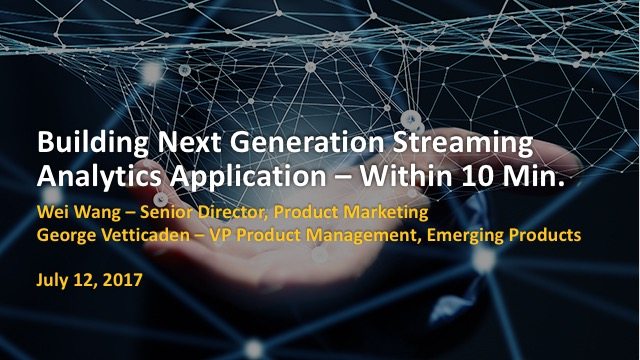 Building Next Generation Streaming
Analytics Application – Within 10 Min.
Wei Wang – Senior Director, Product Marketing
George Vetticaden – VP Product Management, Emerging Products
July 12, 2017